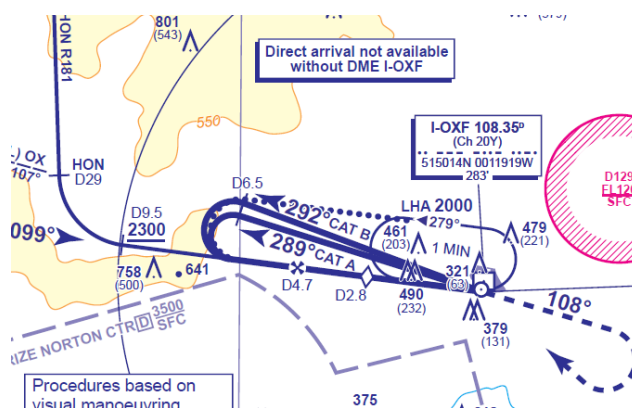 801
(543)
HON R181
Direct arrival not available
without DME I-OXF
550
I-OXF 108.35ᴰ
(Ch 20Y)
515014N 0011919W
283'
OX
107°
HON
D29
D129
FL120
SFC
D6.5
LHA 2000
292° CAT B
279°
D9.5
2300
099°
461
(203)
1 MIN
479
(221)
289° CAT A
758
(500)
641
D4.7
D2.8
321
(63)
490
(232)
108°
379
(131)
RIZE NORTON CTR D 3500
SFC
Procedures based on
visual manoeuvring
375